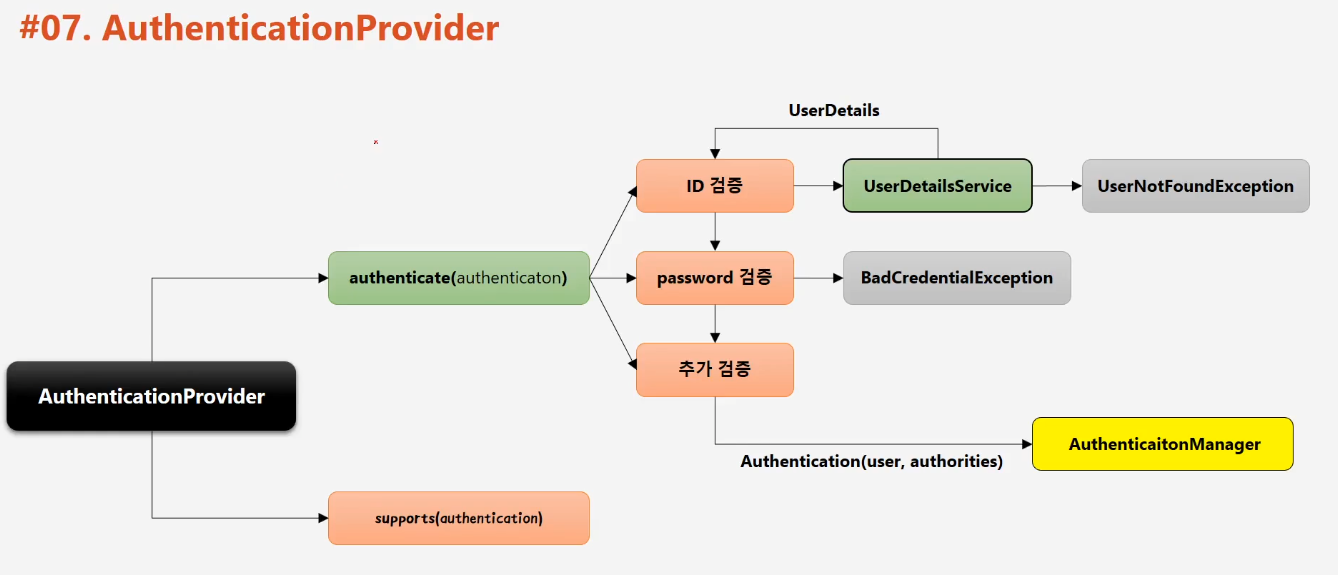 #07. AuthenticationProvider
UserDetails
ID 검증
UserDetailsService
UserNotFoundException
authenticate(authenticaton)
password 검증
BadCredentialException
추가 검증
AuthenticationProvider
AuthenticaitonManager
Authentication(user, authorities)
supports(authentication)